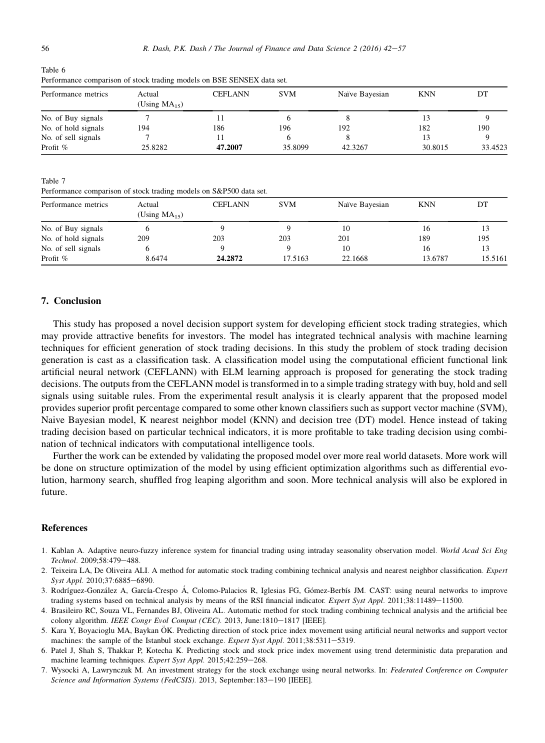 56
R. Dash, P.K. Dash / The Journal of Finance and Data Science 2 (2016) 42–57
Table 6
Performance comparison of stock trading models on BSE SENSEX data set.
Performance metrics Actual CEFLANN SVM Naïve Bayesian KNN DT
(Using MA15)
No. of Buy signals 7 11 6 8 13 9
No. of hold signals 194 186 196 192 182 190
No. of sell signals 7 11 6 8 13 9
Profit % 25.8282 47.2007 35.8099 42.3267 30.8015 33.4523
Table 7
Performance comparison of stock trading models on S&P500 data set.
Performance metrics Actual CEFLANN SVM Naïve Bayesian KNN DT
(Using MA15)
No. of Buy signals 6 9 9 10 16 13
No. of hold signals 209 203 203 201 189 195
No. of sell signals 6 9 9 10 16 13
Profit % 8.6474 24.2872 17.5163 22.1668 13.6787 15.5161
7. Conclusion
This study has proposed a novel decision support system for developing efficient stock trading strategies, which
may provide attractive benefits for investors. The model has integrated technical analysis with machine learning
techniques for efficient generation of stock trading decisions. In this study the problem of stock trading decision
generation is cast as a classification task. A classification model using the computational efficient functional link
artificial neural network (CEFLANN) with ELM learning approach is proposed for generating the stock trading
decisions. The outputs from the CEFLANN model is transformed in to a simple trading strategy with buy, hold and sell
signals using suitable rules. From the experimental result analysis it is clearly apparent that the proposed model
provides superior profit percentage compared to some other known classifiers such as support vector machine (SVM),
Naive Bayesian model, K nearest neighbor model (KNN) and decision tree (DT) model. Hence instead of taking
trading decision based on particular technical indicators, it is more profitable to take trading decision using combi-
nation of technical indicators with computational intelligence tools.
Further the work can be extended by validating the proposed model over more real world datasets. More work will
be done on structure optimization of the model by using efficient optimization algorithms such as differential evo-
lution, harmony search, shuffled frog leaping algorithm and soon. More technical analysis will also be explored in
future.
References
1. Kablan A. Adaptive neuro-fuzzy inference system for financial trading using intraday seasonality observation model. World Acad Sci Eng
Technol. 2009;58:479–488.
2. Teixeira LA, De Oliveira ALI. A method for automatic stock trading combining technical analysis and nearest neighbor classification. Expert
Syst Appl. 2010;37:6885–6890.
3. Rodríguez-González A, García-Crespo Á, Colomo-Palacios R, Iglesias FG, Gómez-Berbís JM. CAST: using neural networks to improve
trading systems based on technical analysis by means of the RSI financial indicator. Expert Syst Appl. 2011;38:11489–11500.
4. Brasileiro RC, Souza VL, Fernandes BJ, Oliveira AL. Automatic method for stock trading combining technical analysis and the artificial bee
colony algorithm. IEEE Congr Evol Comput (CEC). 2013, June:1810–1817 [IEEE].
5. Kara Y, Boyacioglu MA, Baykan ÖK. Predicting direction of stock price index movement using artificial neural networks and support vector
machines: the sample of the Istanbul stock exchange. Expert Syst Appl. 2011;38:5311–5319.
6. Patel J, Shah S, Thakkar P, Kotecha K. Predicting stock and stock price index movement using trend deterministic data preparation and
machine learning techniques. Expert Syst Appl. 2015;42:259–268.
7. Wysocki A, Lawrynczuk M. An investment strategy for the stock exchange using neural networks. In: Federated Conference on Computer
Science and Information Systems (FedCSIS). 2013, September:183–190 [IEEE].